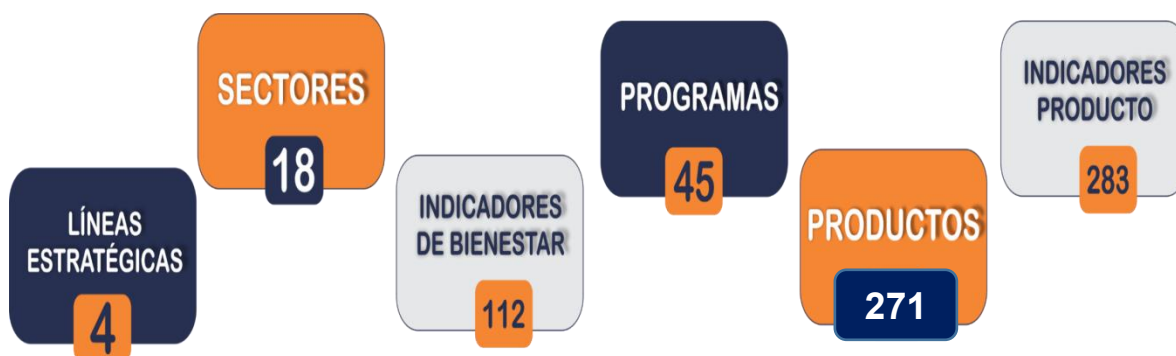 LÍNEAS
ESTRATÉGICAS
4
SECTORES
18
INDICADORES
DE BIENESTAR
112
PROGRAMAS
45
PRODUCTOS
271
INDICADORES
PRODUCTO
283